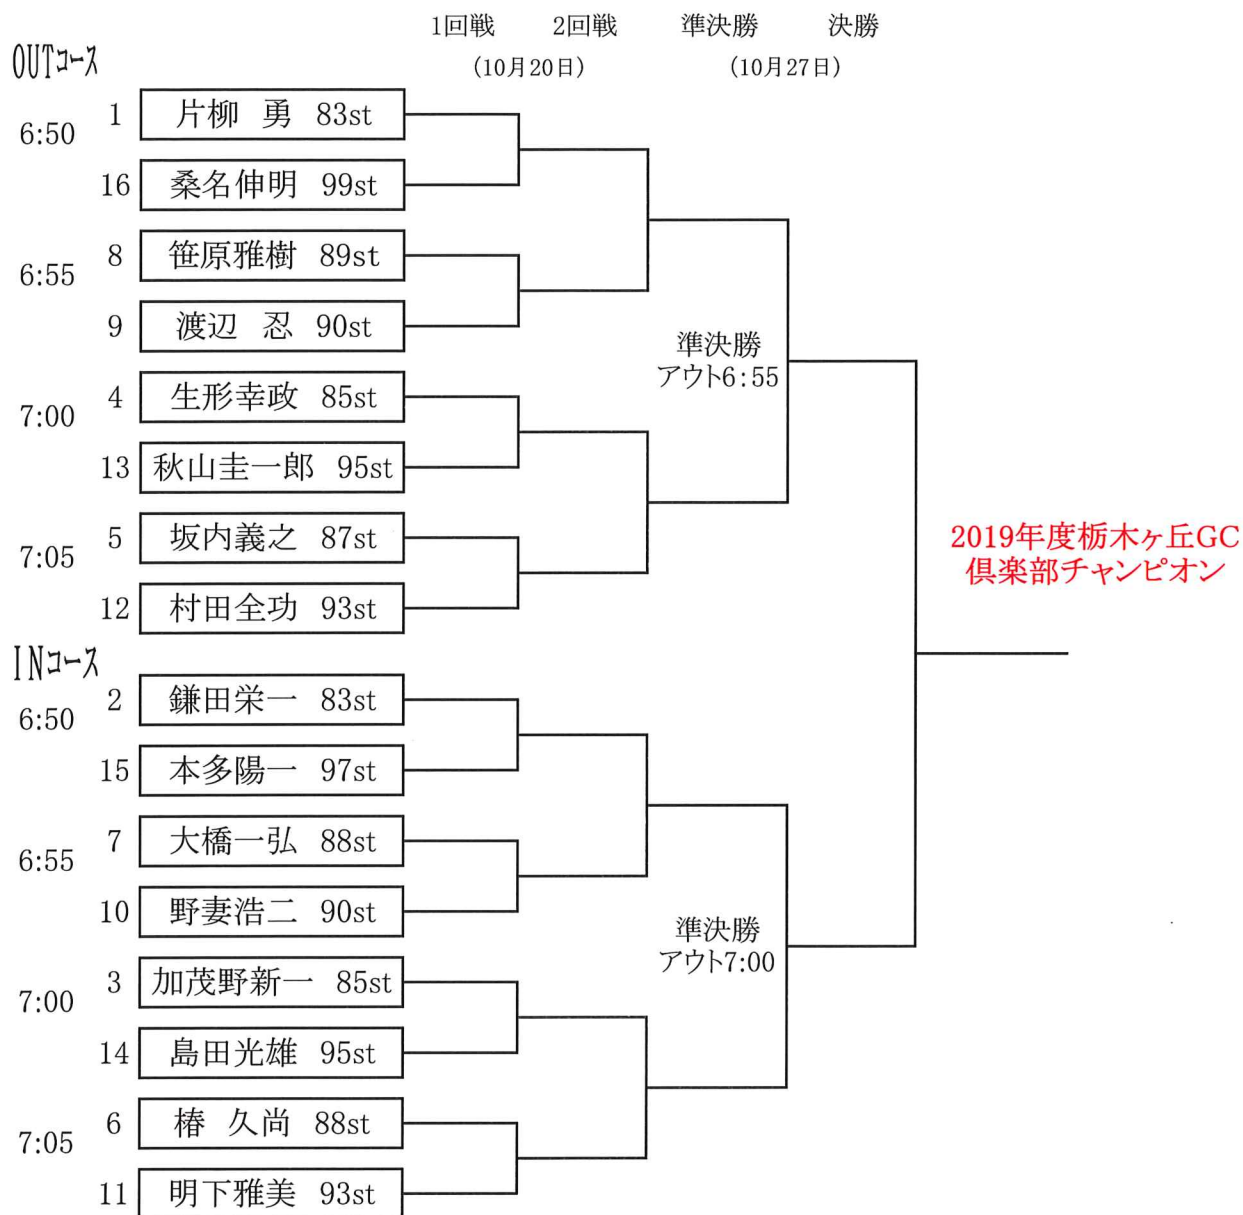 1回戦 2回戦 準決勝 決勝
OUTコース (10月20日) (10月27日)
6:50 1 片柳 勇 83st
16 桑名伸明 99st
6:55 8 笹原雅樹 89st
9 渡辺 忍 90st
準決勝
アウト6:55
7:00 4 生形幸政 85st
13 秋山圭一郎 95st
7:05 5 坂内義之 87st
12 村田全功 93st
2019年度栃木ヶ丘GC
倶楽部チャンピオン
INコース
6:50 2 鎌田栄一 83st
15 本多陽一 97st
6:55 7 大橋一弘 88st
10 野妻浩二 90st
準決勝
アウト7:00
7:00 3 加茂野新一 85st
14 島田光雄 95st
7:05 6 椿 久尚 88st
11 明下雅美 93st